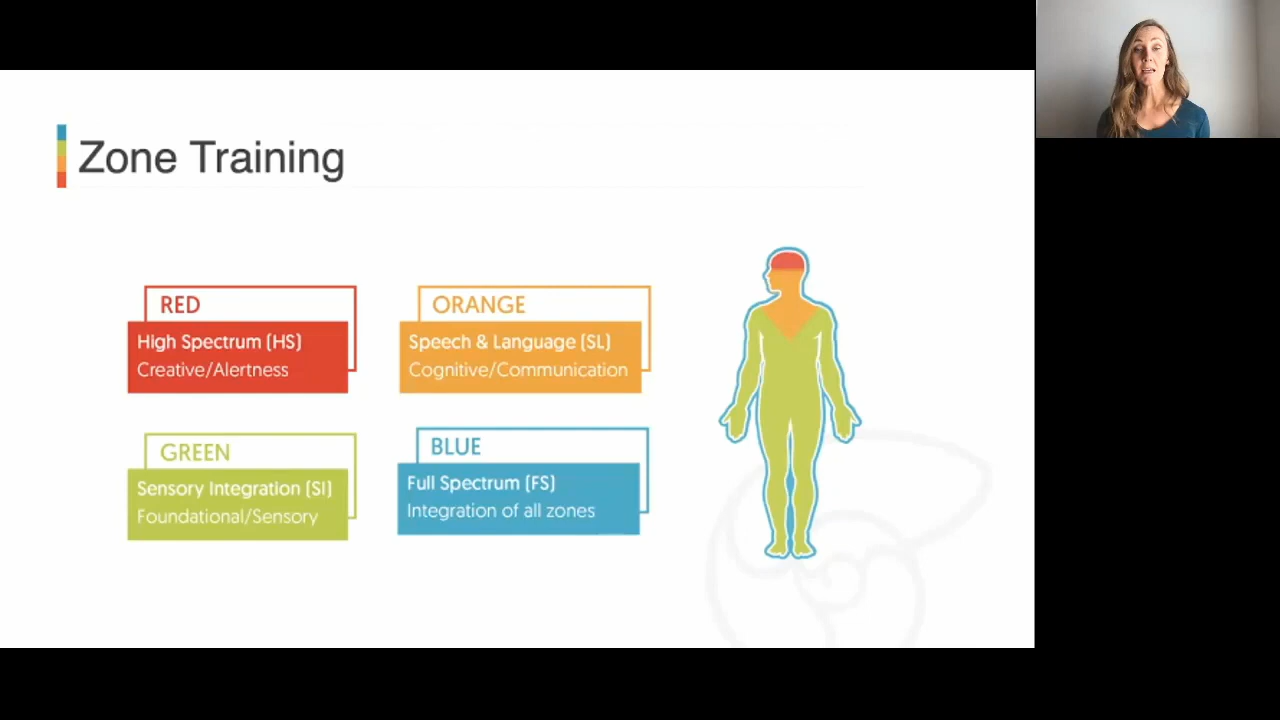 Zone Training
RED
High Spectrum (HS)
Creative/Alertness
ORANGE
Speech & Language (SL)
Cognitive/Communication
GREEN
Sensory Integration (SI)
Foundational/Sensory
BLUE
Full Spectrum (FS)
Integration of all zones